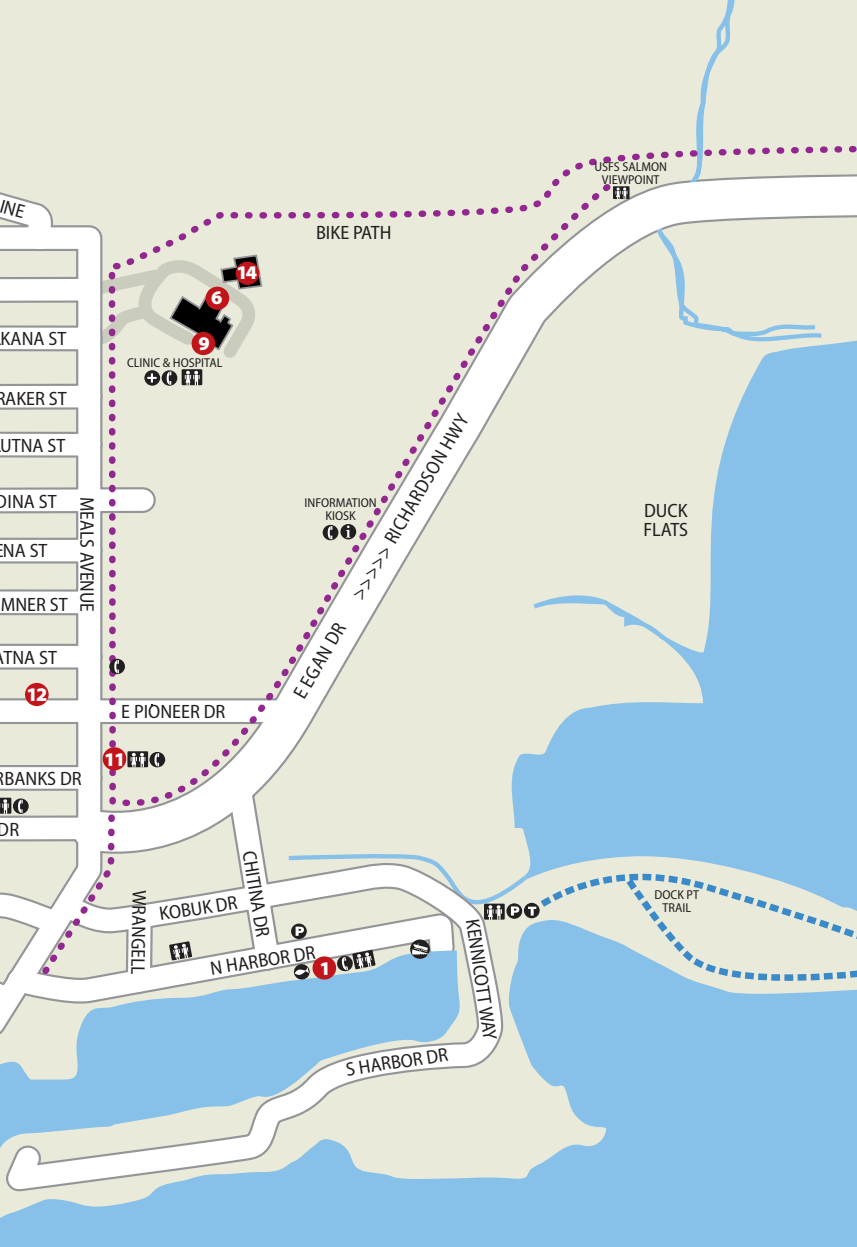 USFS SALMON
VIEWPOINT
INE
BIKE PATH
14
6
9
KANA ST
CLINIC & HOSPITAL
RAKER ST
UTNA ST
DINA ST
MEALS AVENUE
INFORMATION
KIOSK
i
>>>>> RICHARDSON HWY
DUCK
FLATS
ENA ST
MNER ST
ATNA ST
E EGAN DR
12
E PIONEER DR
11
RBANKS DR
DR
CHITINA DR
WRANGELL
KOBUK DR
DOCK PT
TRAIL
P T
P
KENNICOTT WAY
N HARBOR DR
1
S HARBOR DR